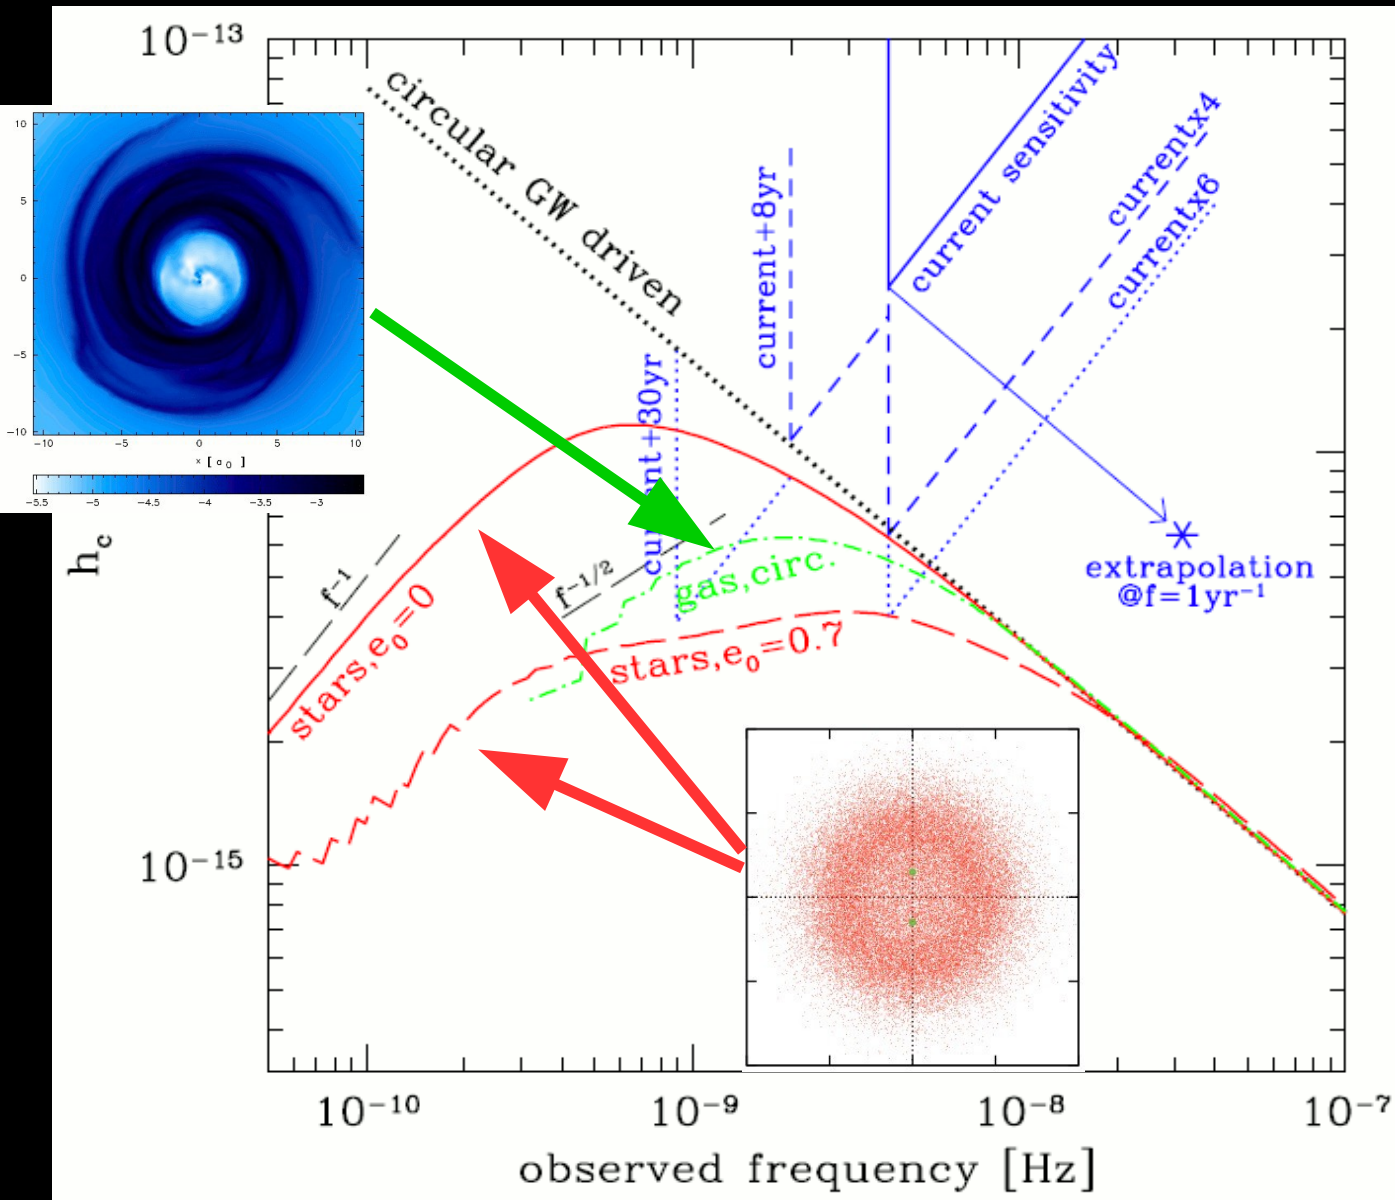 10⁻¹³
circular GW driven
current sensitivity
current+8yr
currentx4
currentx6
current+30yr
10
5
0
−5
−10
−10
−5
0
5
10
−5.5
−5
−4.5
−4
−3.5
−3
h_c
f⁻¹
stars,e₀=0
f⁻¹/²
gas,circ.
stars,e₀=0.7
extrapolation
@f=1yr⁻¹
10⁻¹⁵
10⁻¹⁰
10⁻⁹
10⁻⁸
10⁻⁷
observed frequency [Hz]